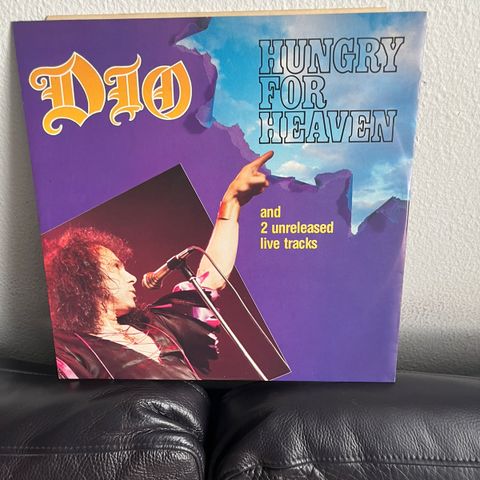 DIO
HUNGRY
FOR
HEAVEN
and
2 unreleased
live tracks